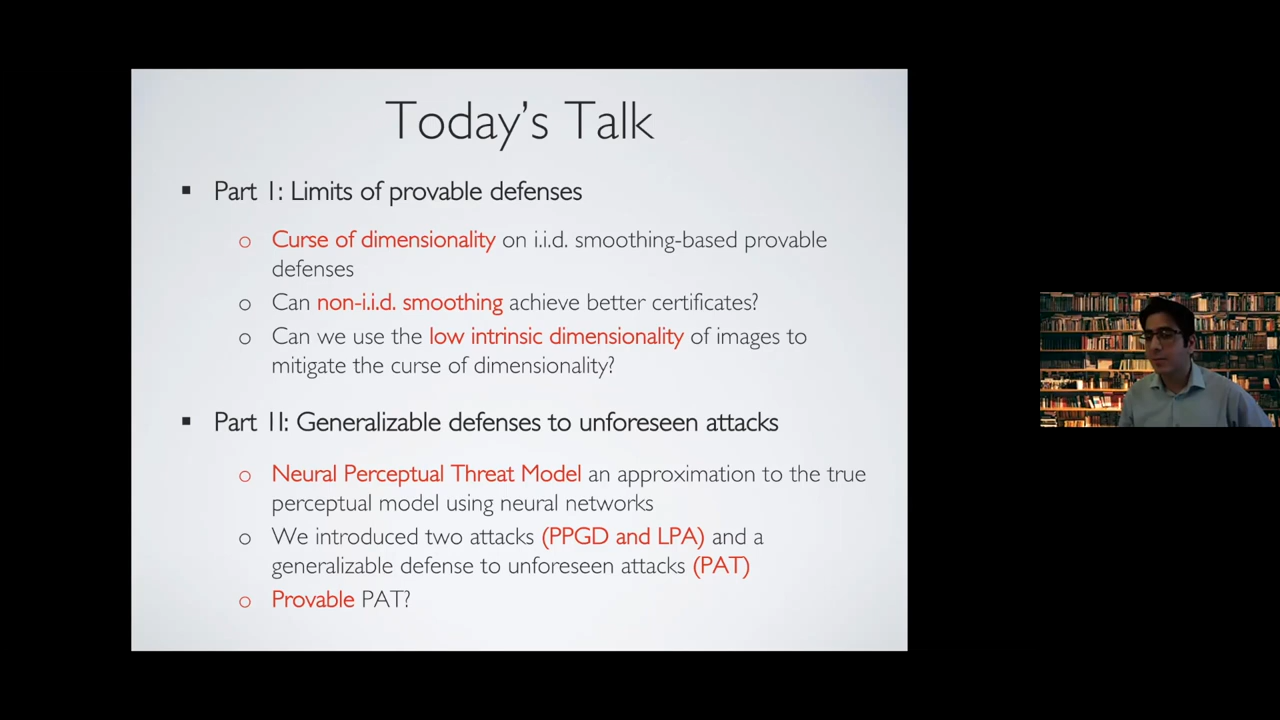 Today's Talk
▪ Part I: Limits of provable defenses
o Curse of dimensionality on i.i.d. smoothing-based provable
defenses
o Can non-i.i.d. smoothing achieve better certificates?
o Can we use the low intrinsic dimensionality of images to
mitigate the curse of dimensionality?
▪ Part 1I: Generalizable defenses to unforeseen attacks
o Neural Perceptual Threat Model an approximation to the true
perceptual model using neural networks
o We introduced two attacks (PPGD and LPA) and a
generalizable defense to unforeseen attacks (PAT)
o Provable PAT?